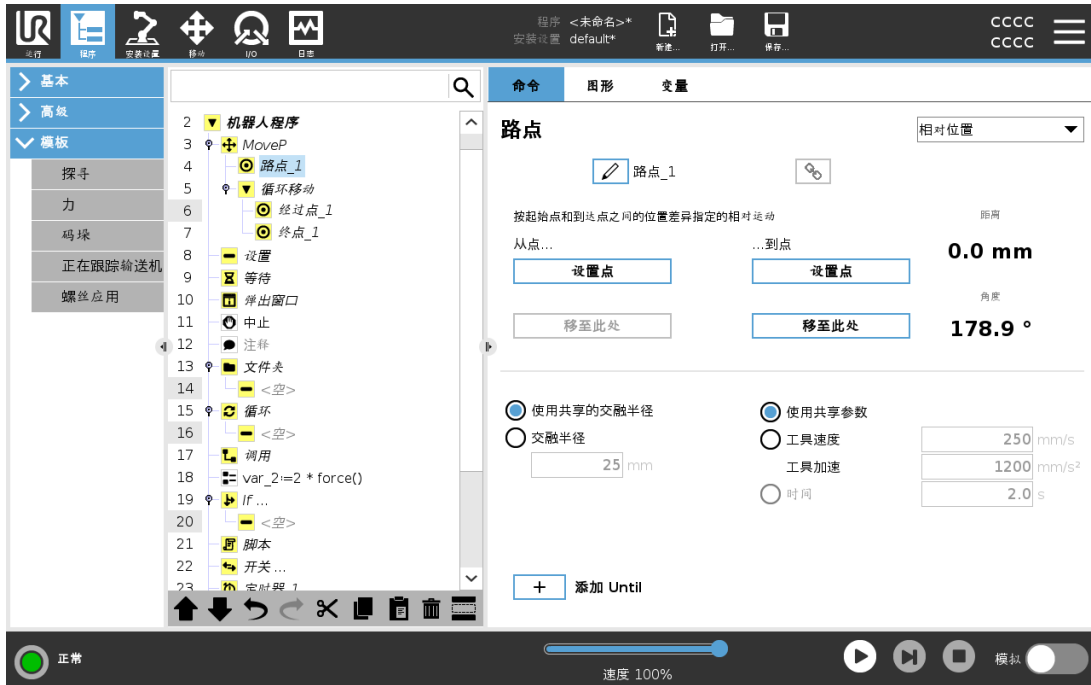 UR
运行
程序
安装设置
移动
I/O
日志
程序 <未命名>*
安装设置 default*
新建...
打开...
保存...
CCCC
CCCC
基本
高级
模板
探寻
力
码垛
正在跟踪输送机
螺丝应用
2 机器人程序
3 MoveP
4 路点_1
5 循环移动
6 经过点_1
7 终点_1
8 设置
9 等待
10 弹出窗口
11 中止
12 注释
13 文件夹
14 <空>
15 循环
16 <空>
17 调用
18 var_2:=2 * force()
19 If ...
20 <空>
21 脚本
22 开关 ...
23 定时器_1
命令
图形
变量
路点
相对位置
路点_1
按起始点和到达点之间的位置差异指定的相对运动
距离
从点...
...到点
0.0 mm
设置点
设置点
角度
移至此处
移至此处
178.9 °
使用共享的交融半径
使用共享参数
交融半径
工具速度
250 mm/s
25 mm
工具加速
1200 mm/s²
时间
2.0 s
+ 添加 Until
正常
速度 100%
模拟